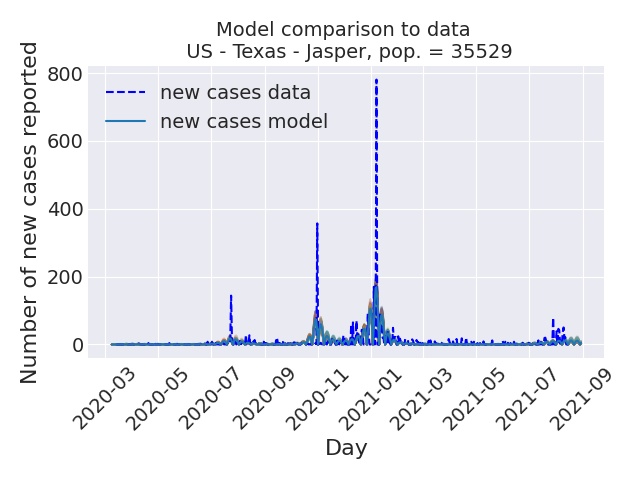 Model comparison to data
US - Texas - Jasper, pop. = 35529
Number of new cases reported
800
600
400
200
0
new cases data
new cases model
2020-03
2020-05
2020-07
2020-09
2020-11
2021-01
2021-03
2021-05
2021-07
2021-09
Day